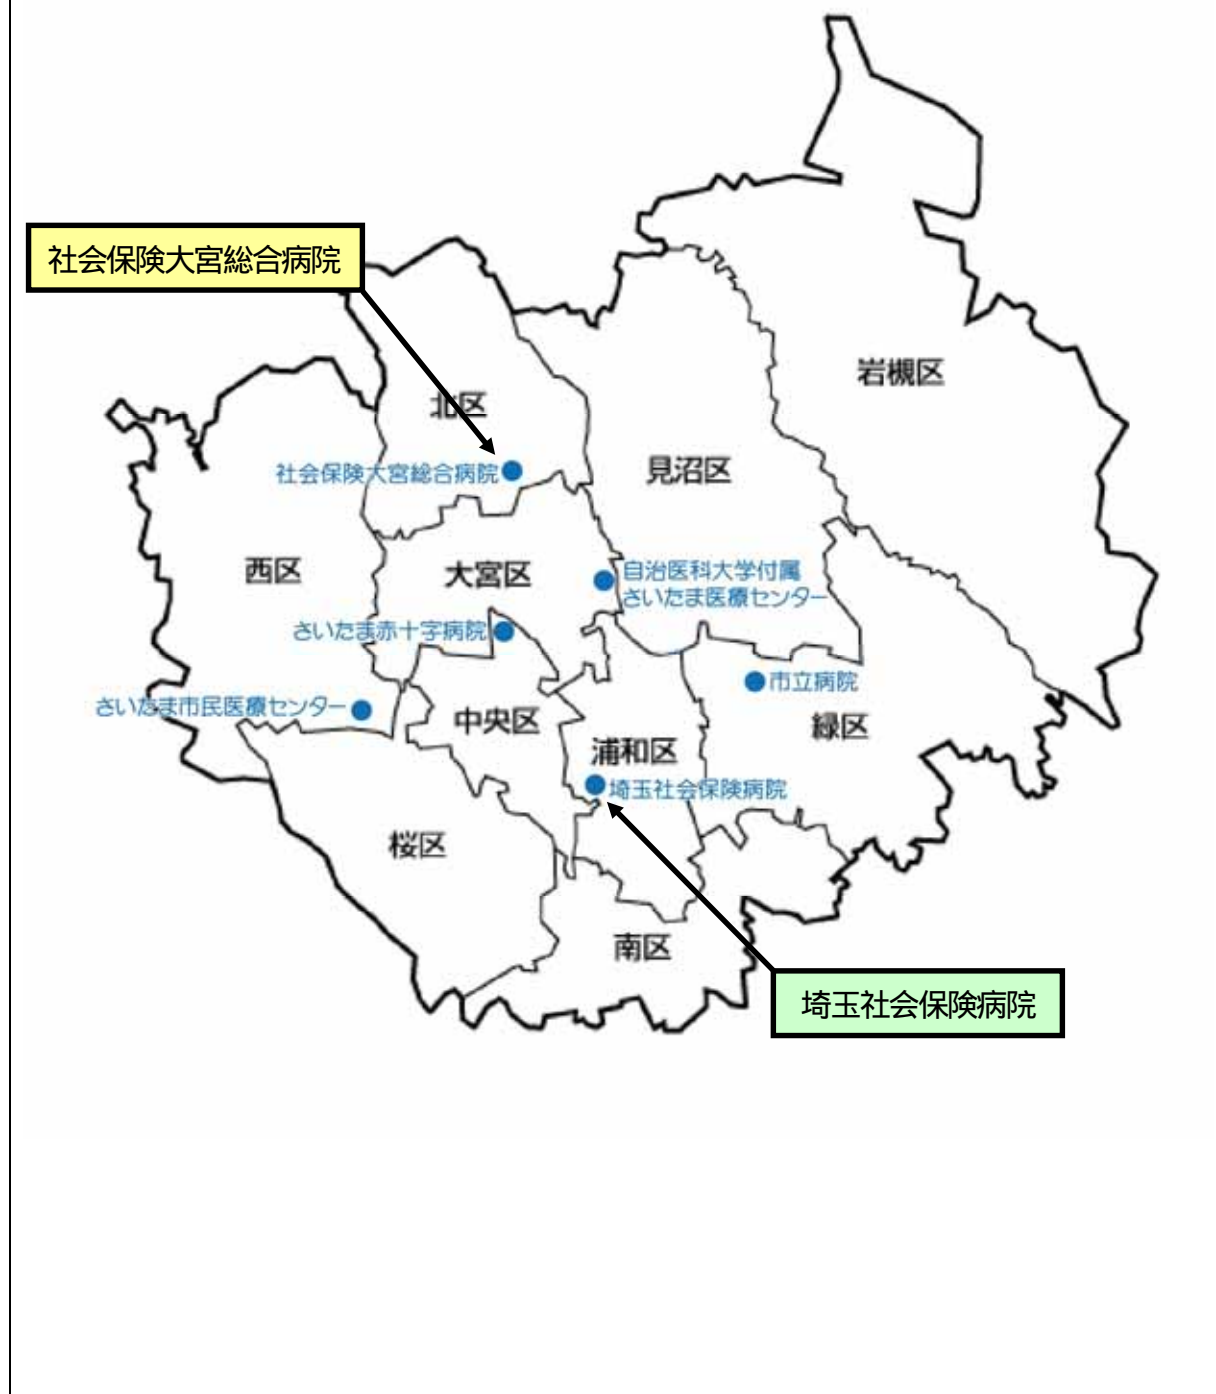 社会保険大宮総合病院
岩槻区
北区
見沼区
社会保険大宮総合病院
西区
大宮区
自治医科大学付属
さいたま医療センター
さいたま赤十字病院
市立病院
さいたま市民医療センター
中央区
緑区
浦和区
埼玉社会保険病院
桜区
南区
埼玉社会保険病院